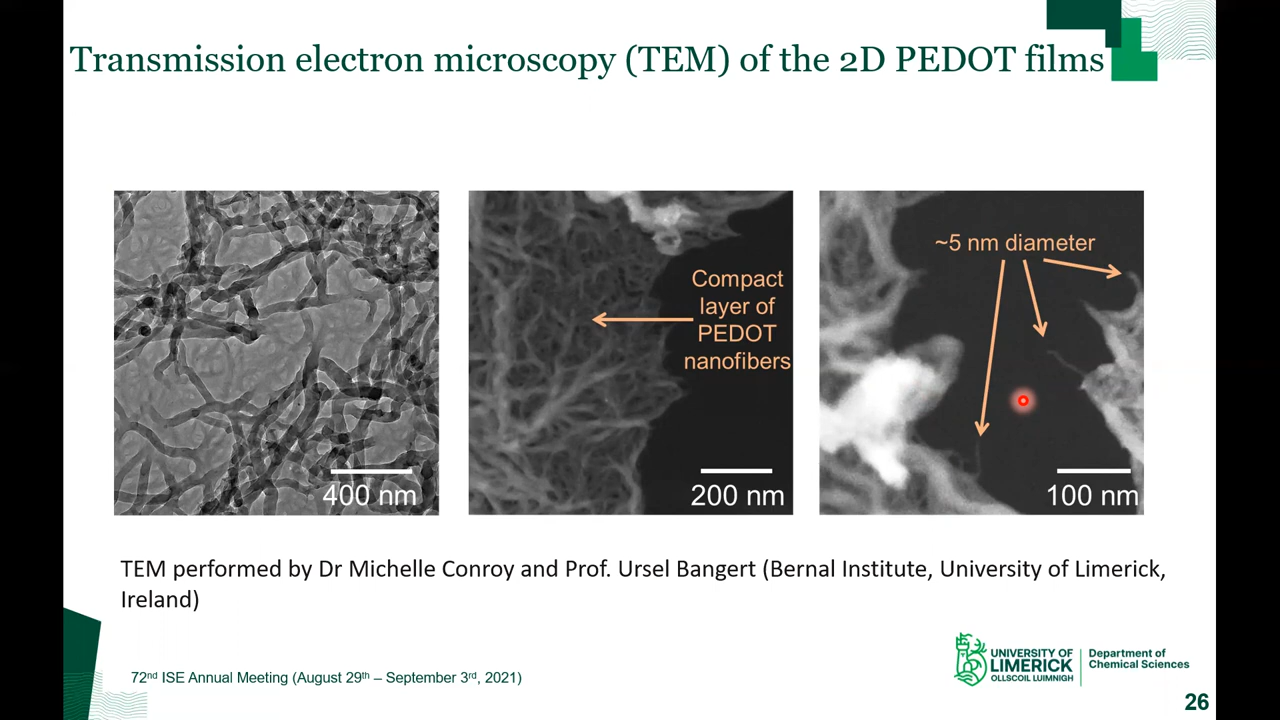 Transmission electron microscopy (TEM) of the 2D PEDOT films
400 nm
Compact
layer of
PEDOT
nanofibers
200 nm
~5 nm diameter
100 nm
TEM performed by Dr Michelle Conroy and Prof. Ursel Bangert (Bernal Institute, University of Limerick,
Ireland)
72nd ISE Annual Meeting (August 29th – September 3rd, 2021)
UNIVERSITY OF
LIMERICK
OLLSCOIL LUIMNIGH
Department of
Chemical Sciences
26